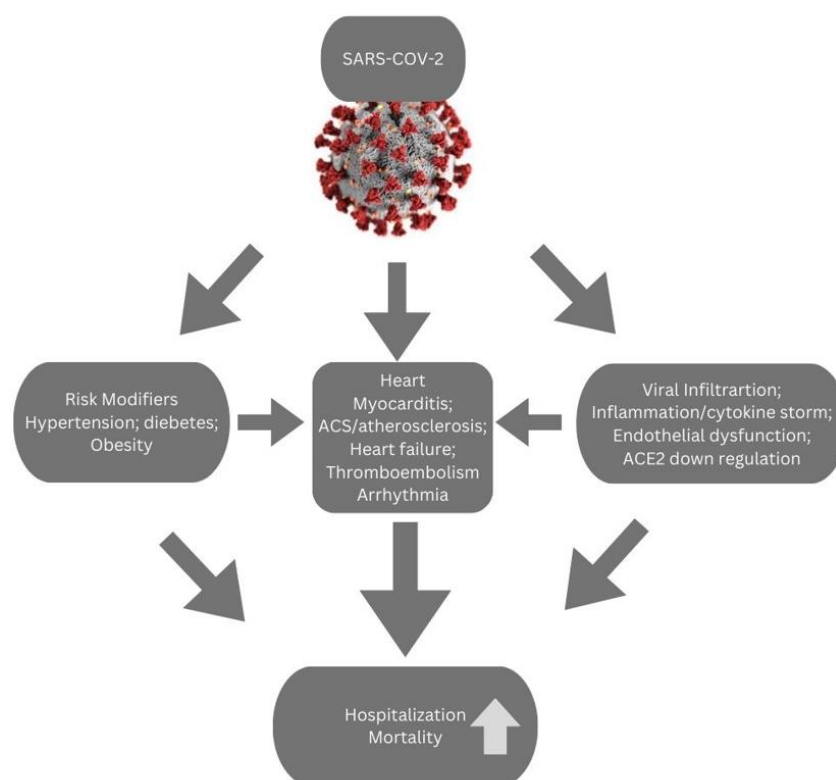 SARS-COV-2
Risk Modifiers
Hypertension; diebetes;
Obesity
Heart
Myocarditis;
ACS/atherosclerosis;
Heart failure;
Thromboembolism
Arrhythmia
Viral Infiltrartion;
Inflammation/cytokine storm;
Endothelial dysfunction;
ACE2 down regulation
Hospitalization
Mortality